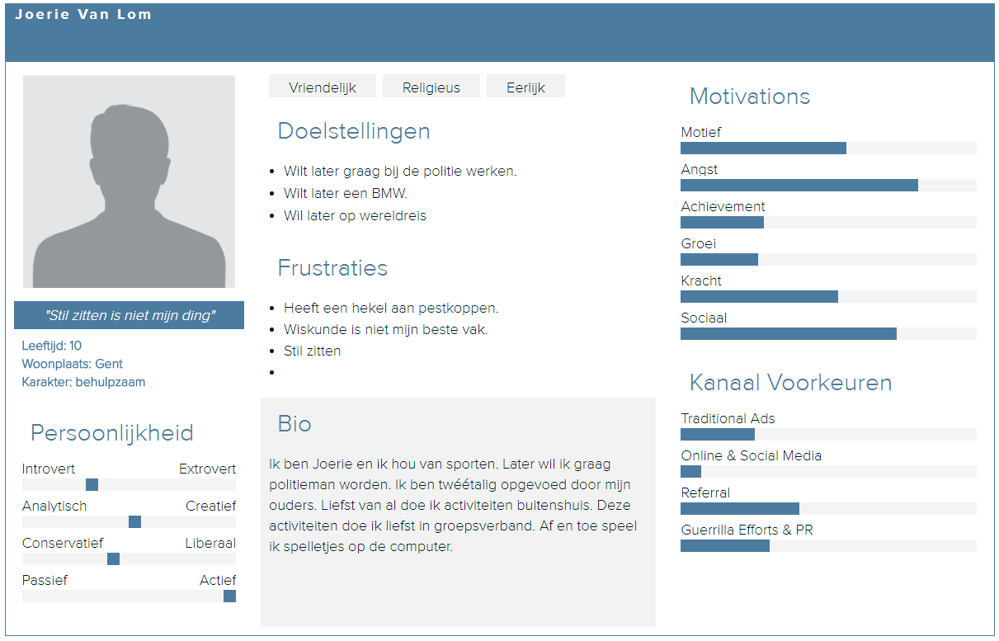 Joerie Van Lom
"Stil zitten is niet mijn ding"
Leeftijd: 10
Woonplaats: Gent
Karakter: behulpzaam
Persoonlijkheid
Introvert Extrovert
Analytisch Creatief
Conservatief Liberaal
Passief Actief
Vriendelijk Religieus Eerlijk
Doelstellingen
• Wilt later graag bij de politie werken.
• Wilt later een BMW.
• Wil later op wereldreis
Frustraties
• Heeft een hekel aan pestkoppen.
• Wiskunde is niet mijn beste vak.
• Stil zitten
•
Bio
Ik ben Joerie en ik hou van sporten. Later wil ik graag
politieman worden. Ik ben twéétalig opgevoed door mijn
ouders. Liefst van al doe ik activiteiten buitenshuis. Deze
activiteiten doe ik liefst in groepsverband. Af en toe speel
ik spelletjes op de computer.
Motivations
Motief
Angst
Achievement
Groei
Kracht
Sociaal
Kanaal Voorkeuren
Traditional Ads
Online & Social Media
Referral
Guerrilla Efforts & PR